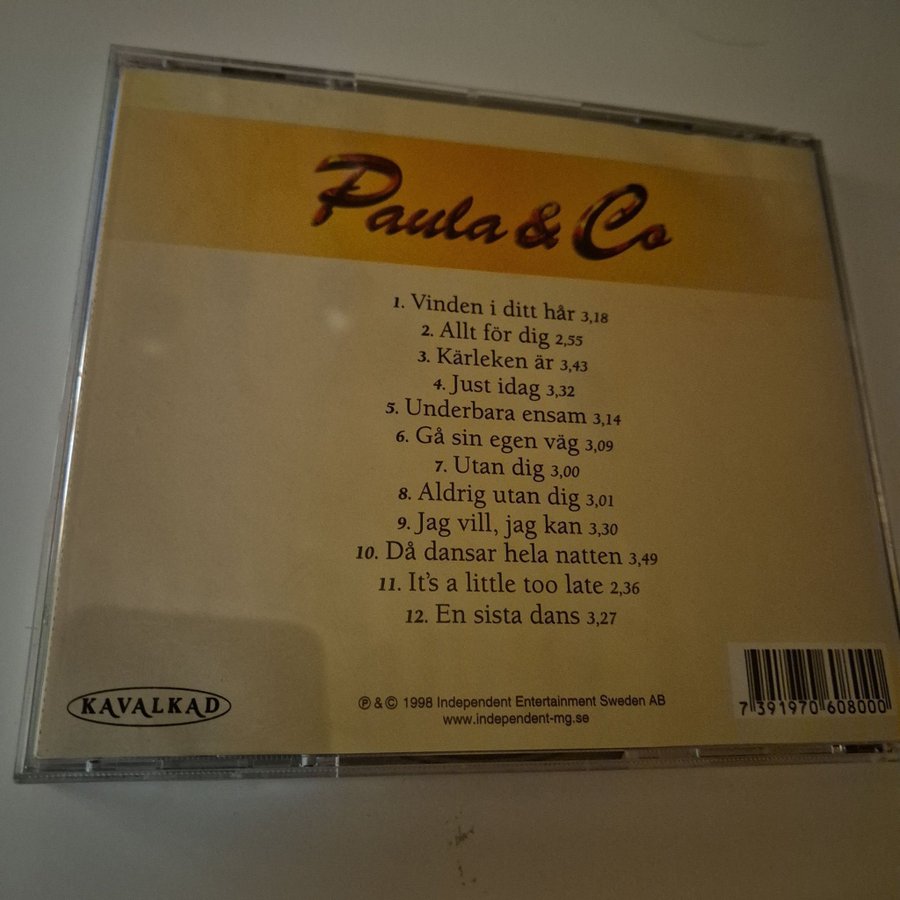 Paula & Co
1. Vinden i ditt hår 3,18
2. Allt för dig 2,55
3. Kärleken är 3,43
4. Just idag 3,32
5. Underbara ensam 3,14
6. Gå sin egen väg 3,09
7. Utan dig 3,00
8. Aldrig utan dig 3,01
9. Jag vill, jag kan 3,30
10. Då dansar hela natten 3,49
11. It's a little too late 2,36
12. En sista dans 3,27
KAVALKAD
℗ & © 1998 Independent Entertainment Sweden AB
www.independent-mg.se
7 391970 608000